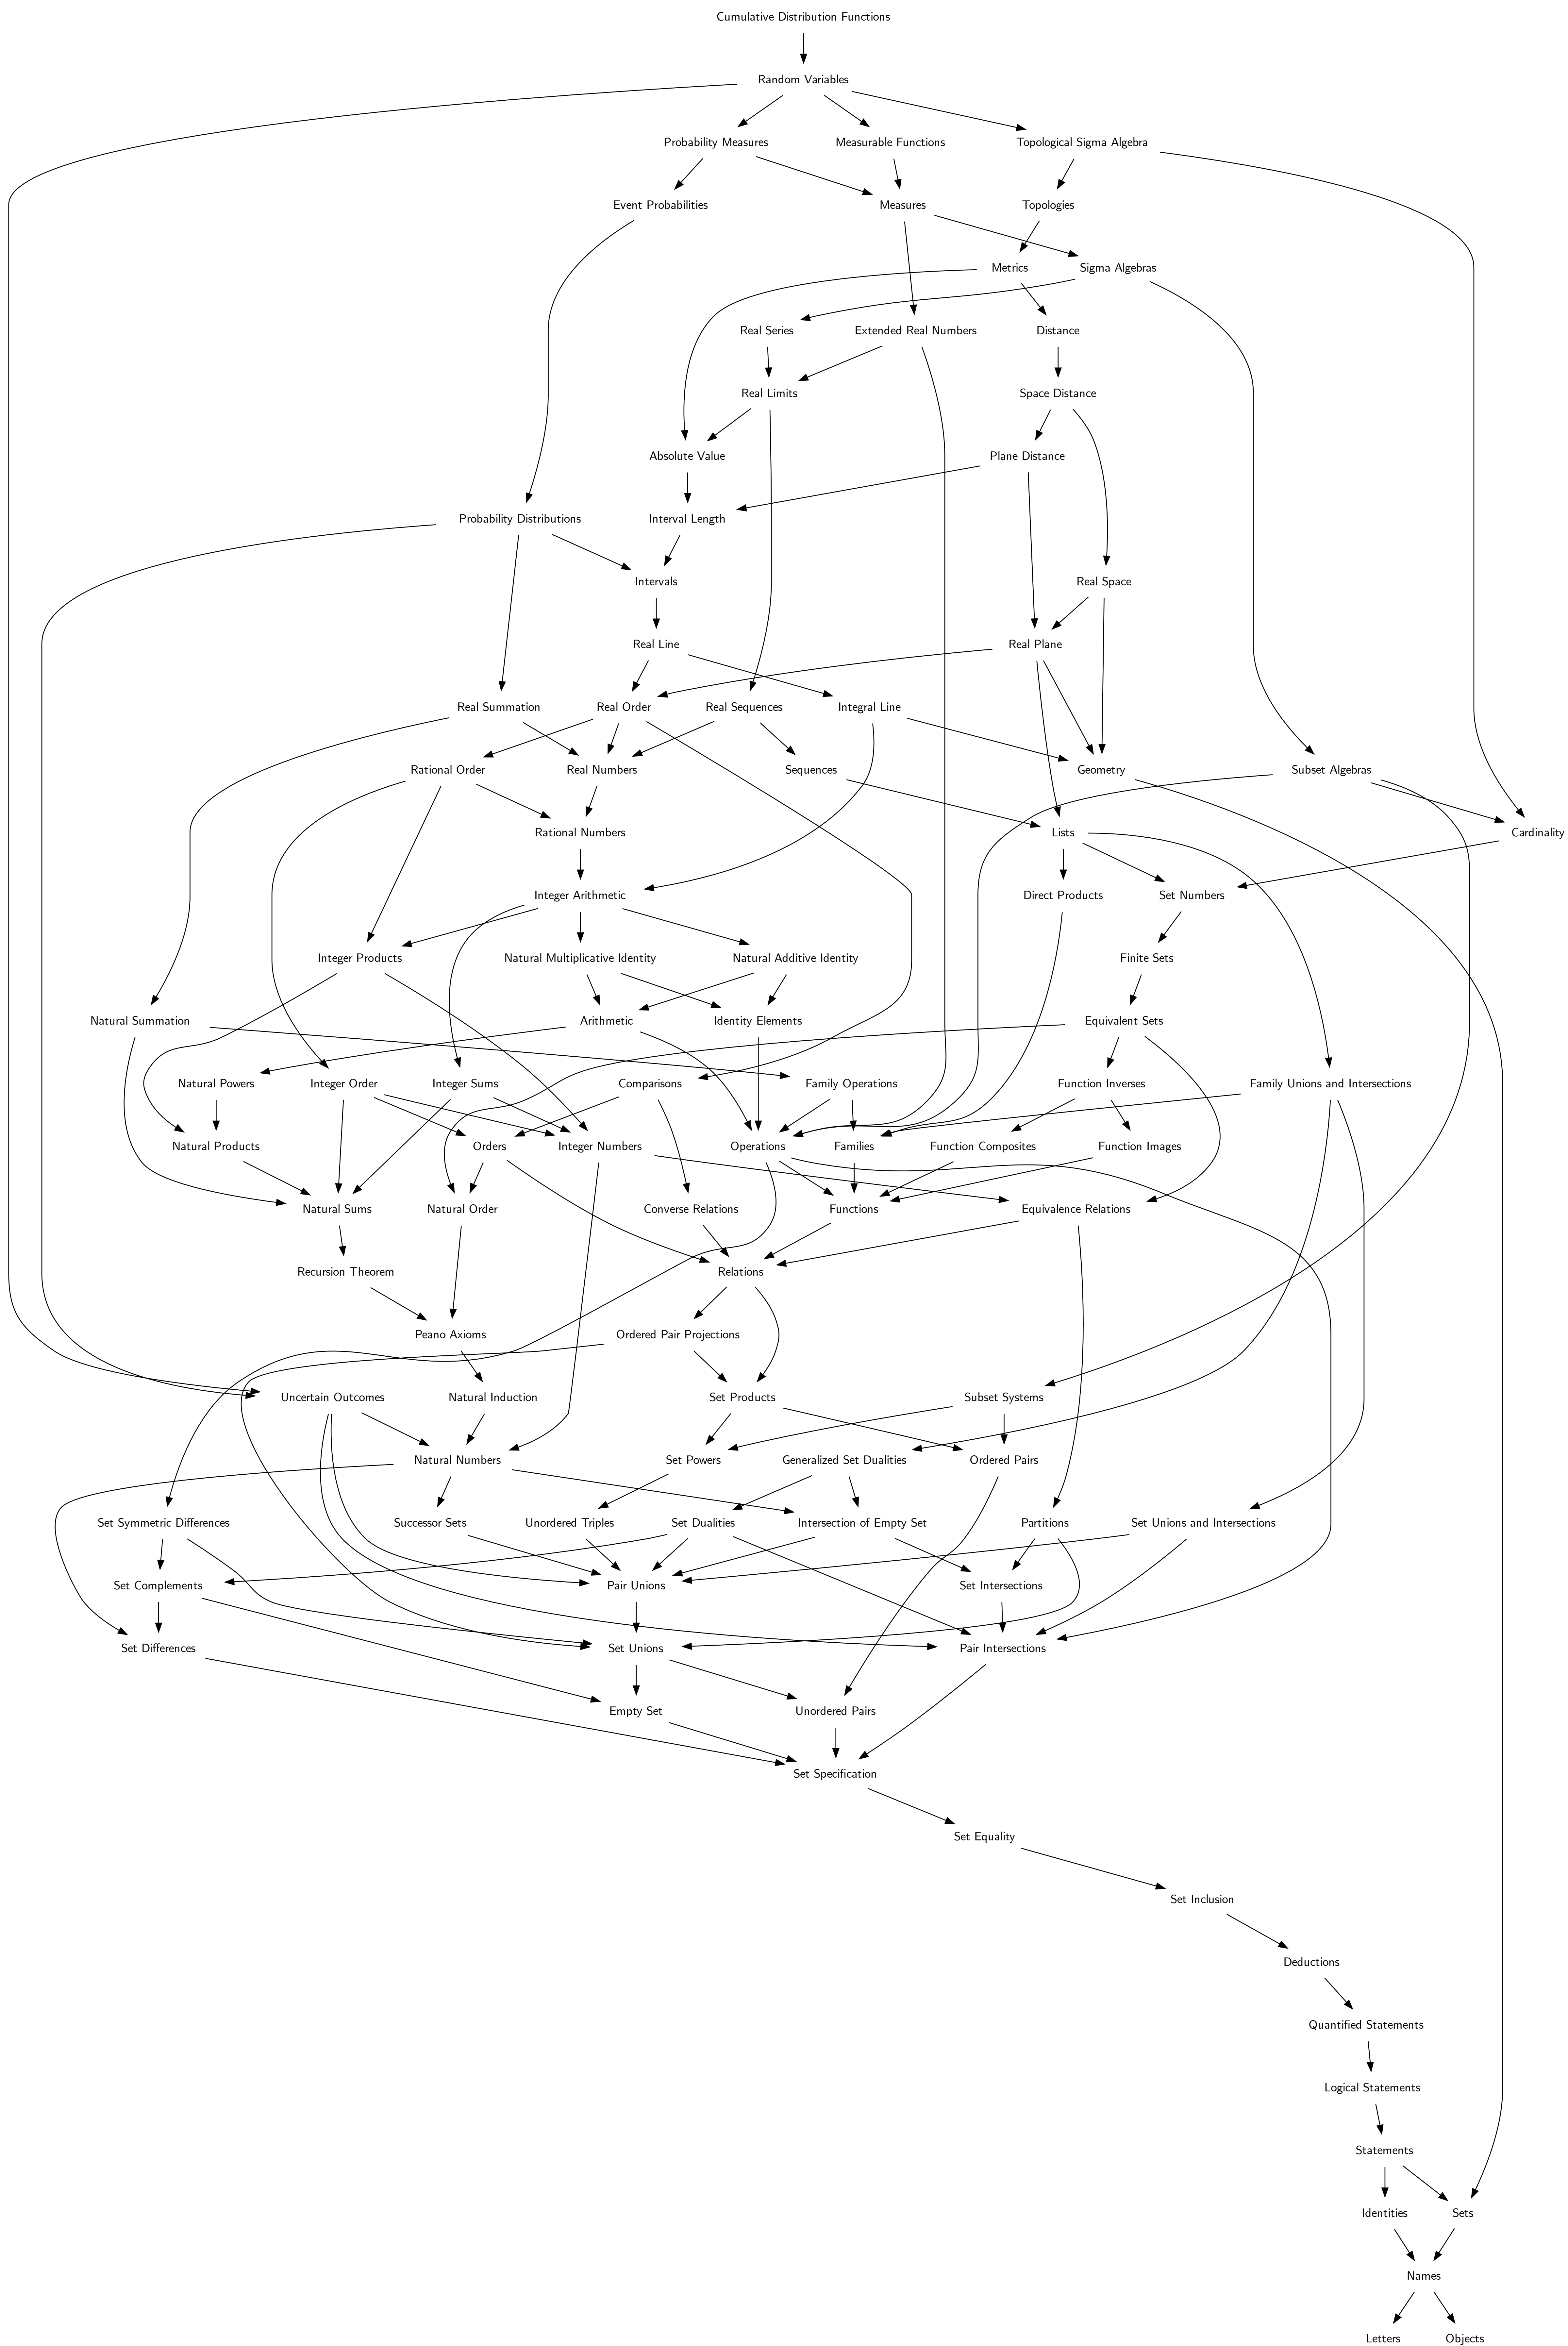 Cumulative Distribution Functions
Random Variables
Probability Measures
Measurable Functions
Topological Sigma Algebra
Event Probabilities
Measures
Topologies
Metrics
Sigma Algebras
Real Series
Extended Real Numbers
Distance
Real Limits
Space Distance
Absolute Value
Plane Distance
Probability Distributions
Interval Length
Intervals
Real Space
Real Line
Real Plane
Real Summation
Real Order
Real Sequences
Integral Line
Rational Order
Real Numbers
Sequences
Geometry
Subset Algebras
Rational Numbers
Lists
Cardinality
Integer Arithmetic
Direct Products
Set Numbers
Integer Products
Natural Multiplicative Identity
Natural Additive Identity
Finite Sets
Natural Summation
Arithmetic
Identity Elements
Equivalent Sets
Natural Powers
Integer Order
Integer Sums
Comparisons
Family Operations
Function Inverses
Family Unions and Intersections
Natural Products
Orders
Integer Numbers
Operations
Families
Function Composites
Function Images
Natural Sums
Natural Order
Converse Relations
Functions
Equivalence Relations
Recursion Theorem
Relations
Peano Axioms
Ordered Pair Projections
Uncertain Outcomes
Natural Induction
Set Products
Subset Systems
Natural Numbers
Set Powers
Generalized Set Dualities
Ordered Pairs
Set Symmetric Differences
Successor Sets
Unordered Triples
Set Dualities
Intersection of Empty Set
Partitions
Set Unions and Intersections
Set Complements
Pair Unions
Set Intersections
Set Differences
Set Unions
Pair Intersections
Empty Set
Unordered Pairs
Set Specification
Set Equality
Set Inclusion
Deductions
Quantified Statements
Logical Statements
Statements
Identities
Sets
Names
Letters
Objects